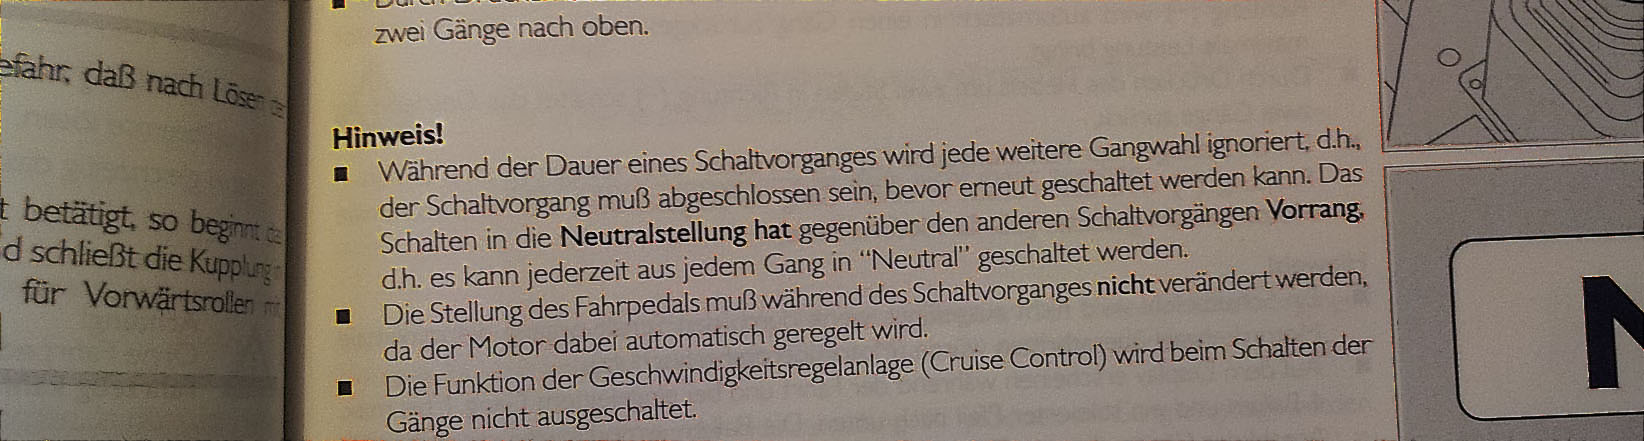 efahr, daß nach Lösen
t betätigt, so beginnt
d schließt die Kupplung
für Vorwärtsrollen
zwei Gänge nach oben.
Hinweis!
■ Während der Dauer eines Schaltvorganges wird jede weitere Gangwahl ignoriert, d.h.,
der Schaltvorgang muß abgeschlossen sein, bevor erneut geschaltet werden kann. Das
Schalten in die Neutralstellung hat gegenüber den anderen Schaltvorgängen Vorrang,
d.h. es kann jederzeit aus jedem Gang in “Neutral” geschaltet werden.
■ Die Stellung des Fahrpedals muß während des Schaltvorganges nicht verändert werden,
da der Motor dabei automatisch geregelt wird.
■ Die Funktion der Geschwindigkeitsregelanlage (Cruise Control) wird beim Schalten der
Gänge nicht ausgeschaltet.
N